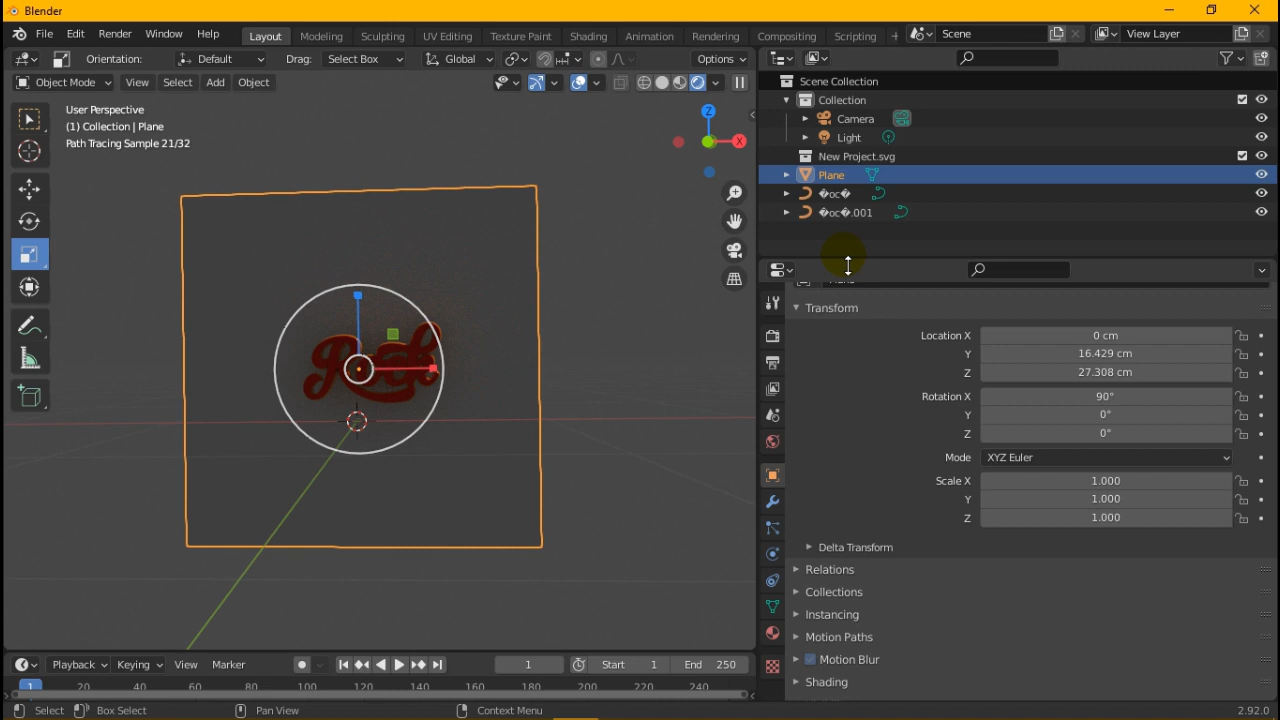 Blender
File Edit Render Window Help Layout Modeling Sculpting UV Editing Texture Paint Shading Animation Rendering Compositing Scripting + Scene View Layer
Orientation: Default Drag: Select Box Global Options
Object Mode View Select Add Object
User Perspective
(1) Collection | Plane
Path Tracing Sample 21/32
Z
X
Rock
Scene Collection
Collection
Camera
Light
New Project.svg
Plane
�oc�
�oc�.001
Transform
Location X 0 cm
Y 16.429 cm
Z 27.308 cm
Rotation X 90°
Y 0°
Z 0°
Mode XYZ Euler
Scale X 1.000
Y 1.000
Z 1.000
Delta Transform
Relations
Collections
Instancing
Motion Paths
Motion Blur
Shading
Playback Keying View Marker 1 Start 1 End 250
1 20 40 60 80 100 120 140 160 180 200 220 240
Select Box Select Pan View Context Menu 2.92.0